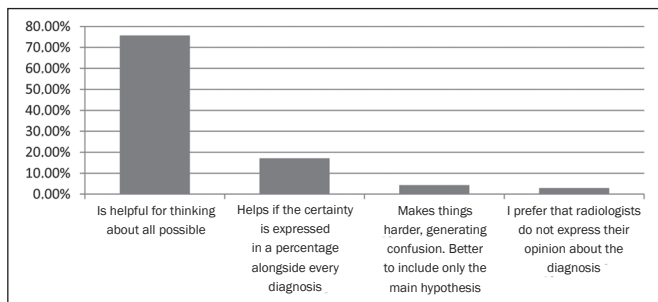 80.00%
70.00%
60.00%
50.00%
40.00%
30.00%
20.00%
10.00%
0.00%
Is helpful for thinking
about all possible
Helps if the certainty
is expressed
in a percentage
alongside every
diagnosis
Makes things
harder, generating
confusion. Better
to include only the
main hypothesis
I prefer that radiologists
do not express their
opinion about the
diagnosis